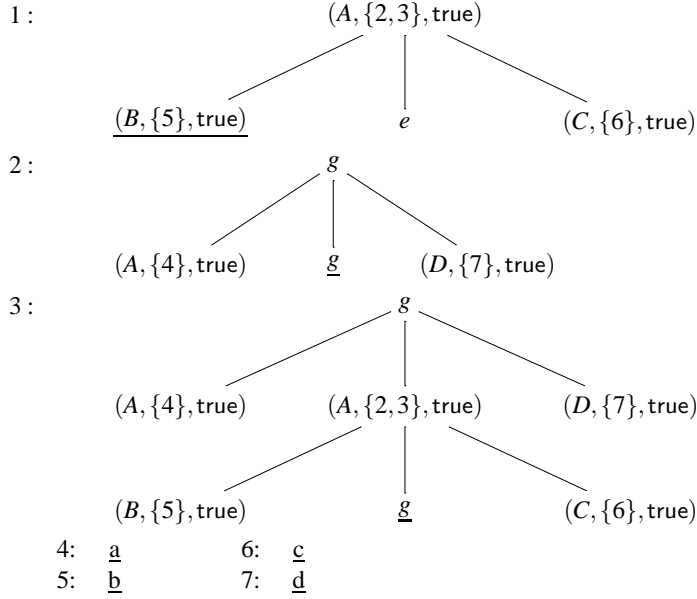 1: (A,{2,3},true)
(B,{5},true) e (C,{6},true)
2: g
(A,{4},true) g (D,{7},true)
3: g
(A,{4},true) (A,{2,3},true) (D,{7},true)
(B,{5},true) g (C,{6},true)
4: a 6: c
5: b 7: d